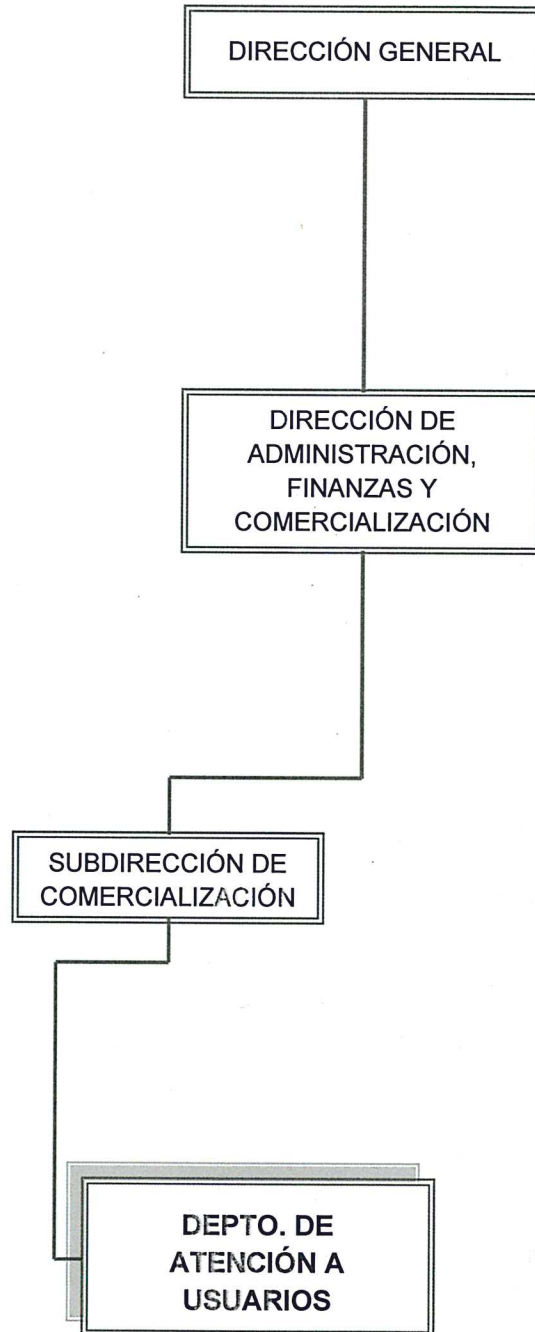 DIRECCIÓN GENERAL
DIRECCIÓN DE
ADMINISTRACIÓN,
FINANZAS Y
COMERCIALIZACIÓN
SUBDIRECCIÓN DE
COMERCIALIZACIÓN
DEPTO. DE
ATENCIÓN A
USUARIOS